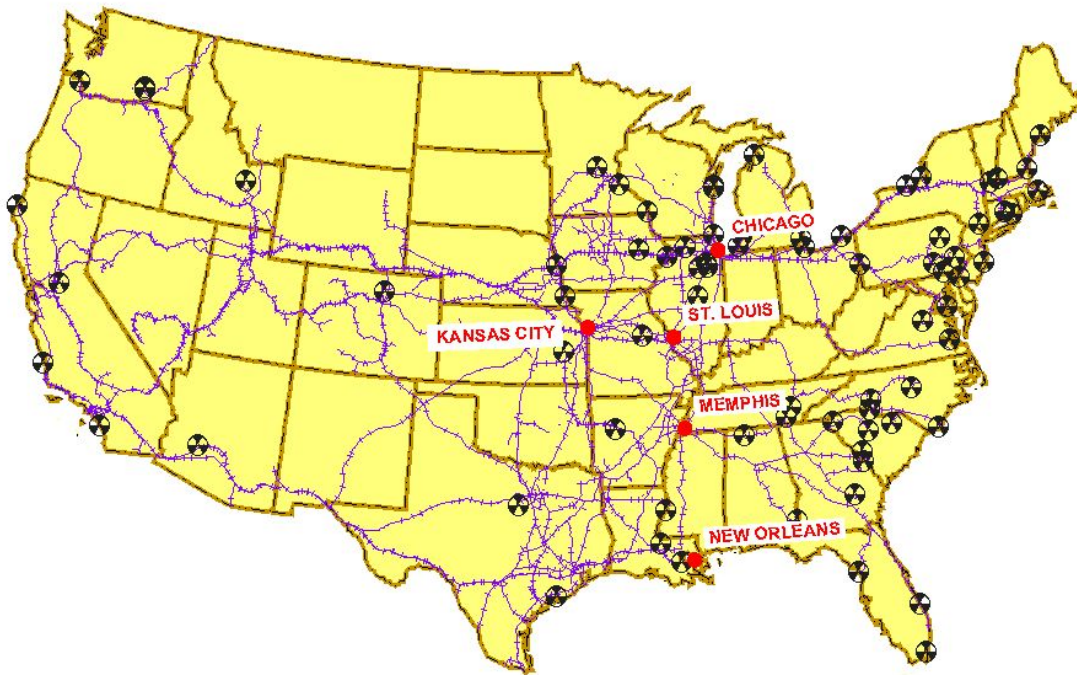 CHICAGO
ST. LOUIS
KANSAS CITY
MEMPHIS
NEW ORLEANS